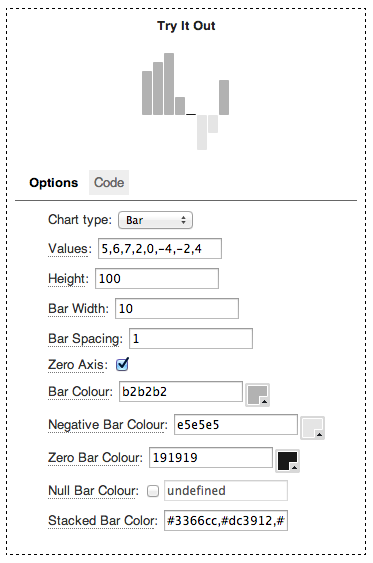 Try It Out
Options Code
Chart type: Bar
Values: 5,6,7,2,0,-4,-2,4
Height: 100
Bar Width: 10
Bar Spacing: 1
Zero Axis:
Bar Colour: b2b2b2
Negative Bar Colour: e5e5e5
Zero Bar Colour: 191919
Null Bar Colour: undefined
Stacked Bar Color: #3366cc,#dc3912,#